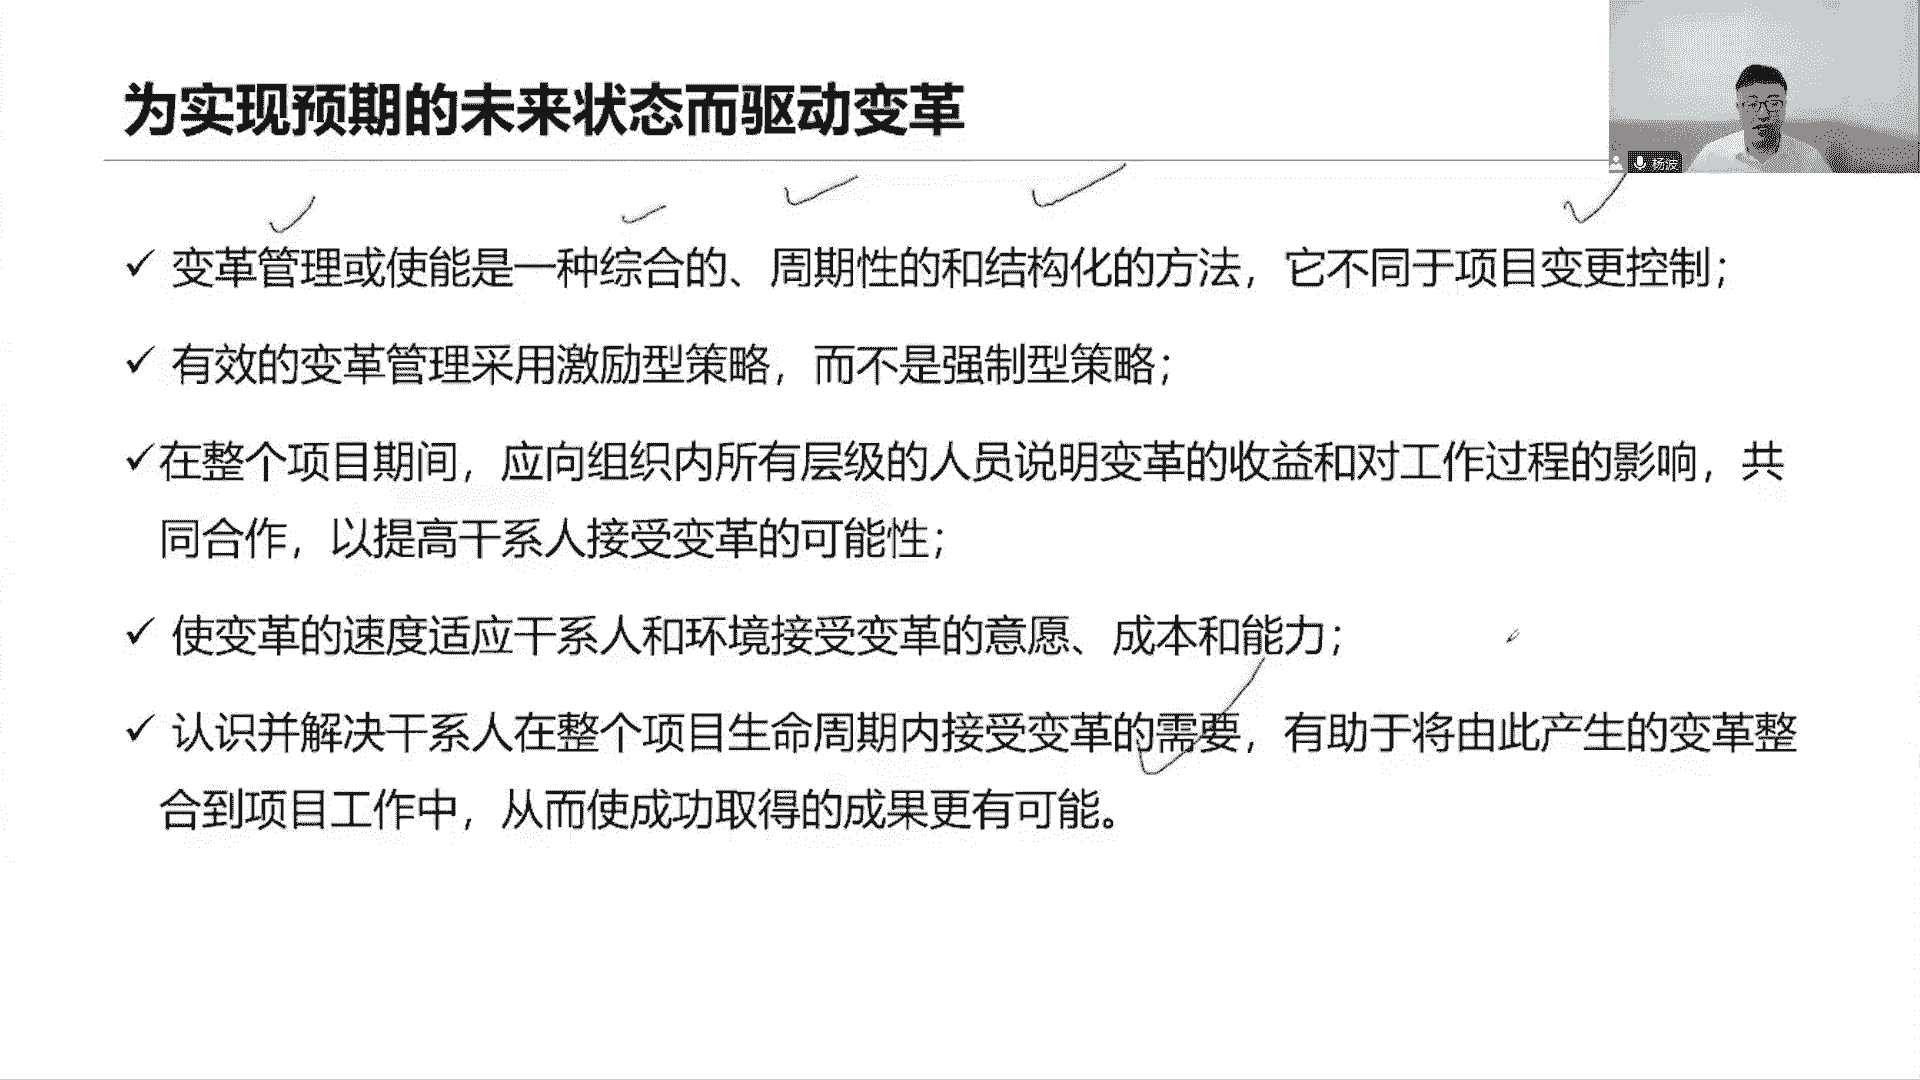 为实现预期的未来状态而驱动变革
杨波
✓ 变革管理或使能是一种综合的、周期性的和结构化的方法，它不同于项目变更控制；
✓ 有效的变革管理采用激励型策略，而不是强制型策略；
✓ 在整个项目期间，应向组织内所有层级的人员说明变革的收益和对工作过程的影响，共
同合作，以提高干系人接受变革的可能性；
✓ 使变革的速度适应干系人和环境接受变革的意愿、成本和能力；
✓ 认识并解决干系人在整个项目生命周期内接受变革的需要，有助于将由此产生的变革整
合到项目工作中，从而使成功取得的成果更有可能。